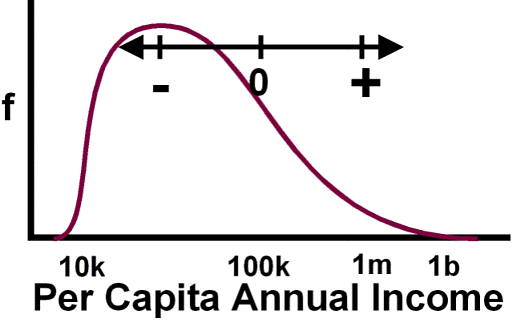 - 0 +
f
10k 100k 1m 1b
Per Capita Annual Income